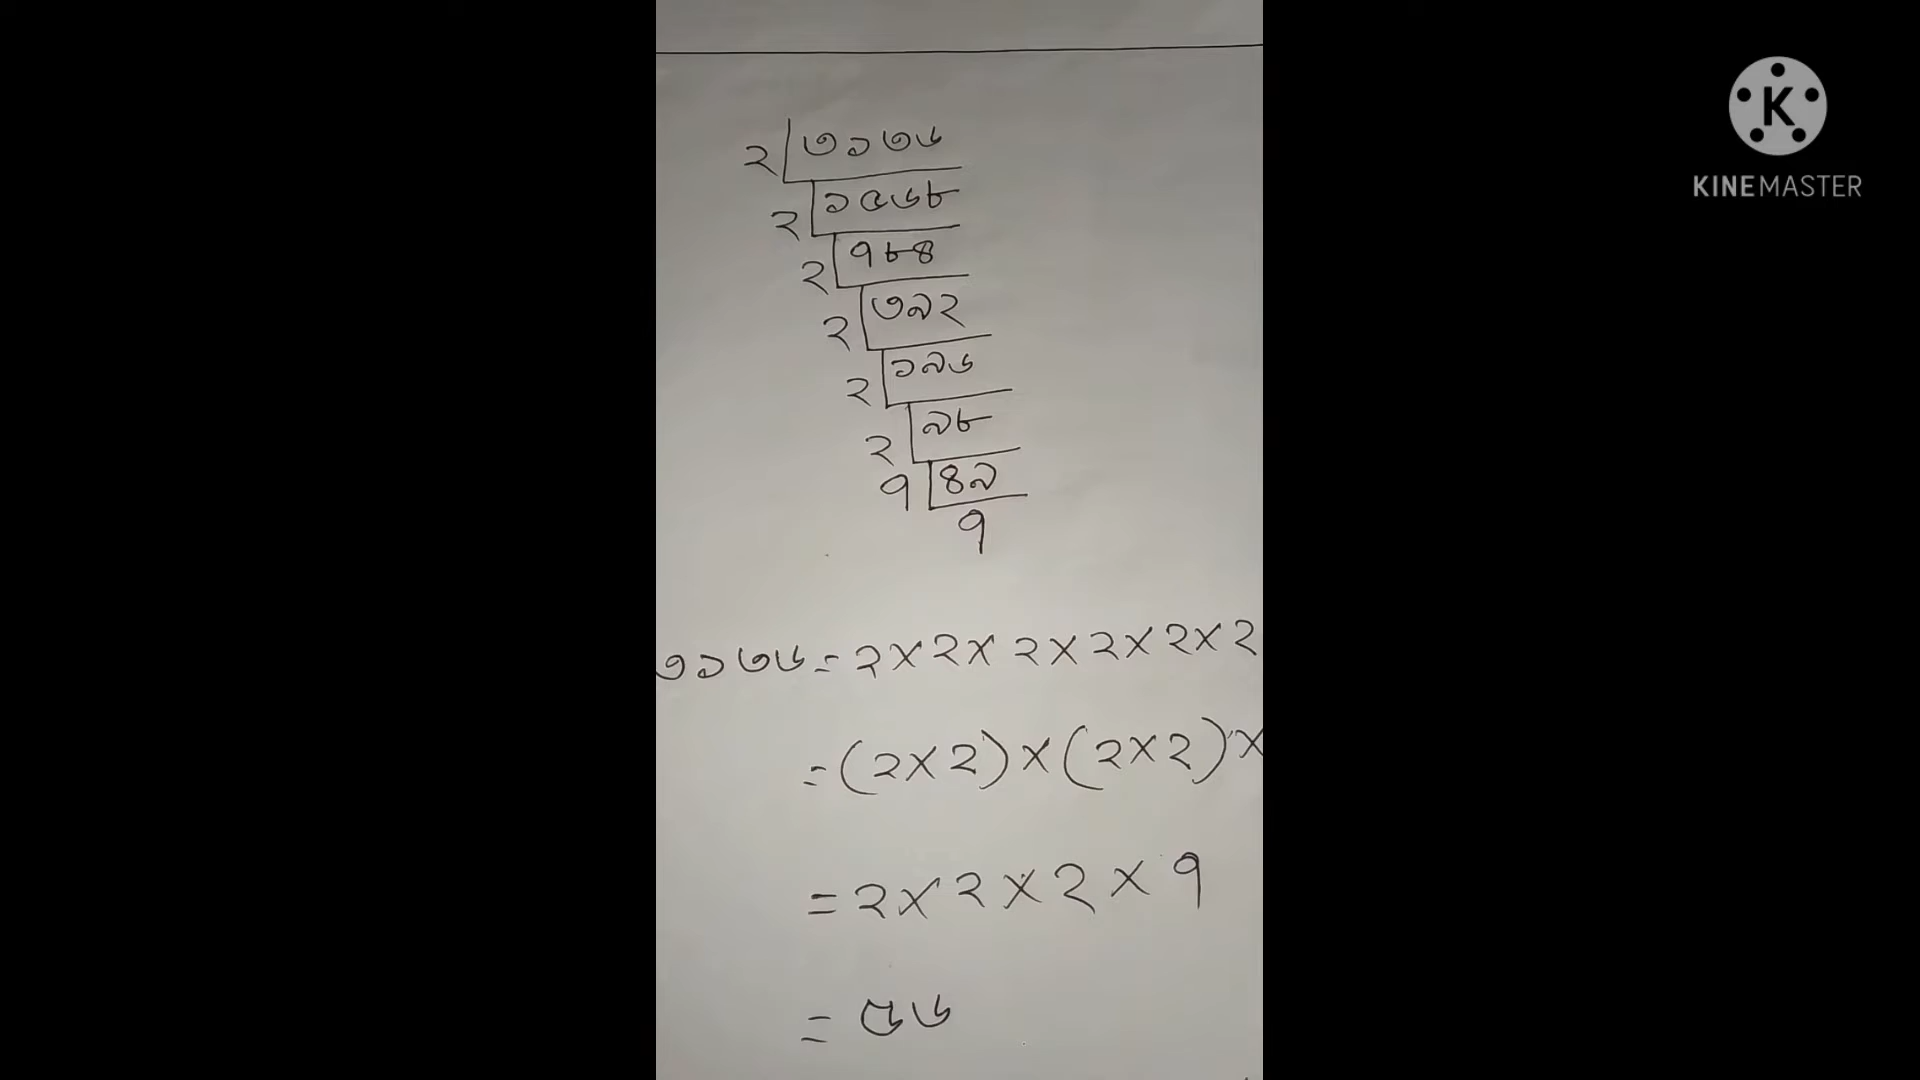 KINEMASTER
২ ৩১৩৬
২ ১৫৬৮
২ ৭৮৪
২ ৩৯২
২ ১৯৬
২ ৯৮
৭ ৪৯
৭
৩১৩৬ = ২ × ২ × ২ × ২ × ২ × ২
= (২ × ২) × (২ × ২) ×
= ২ × ২ × ২ × ৭
= ৫৬